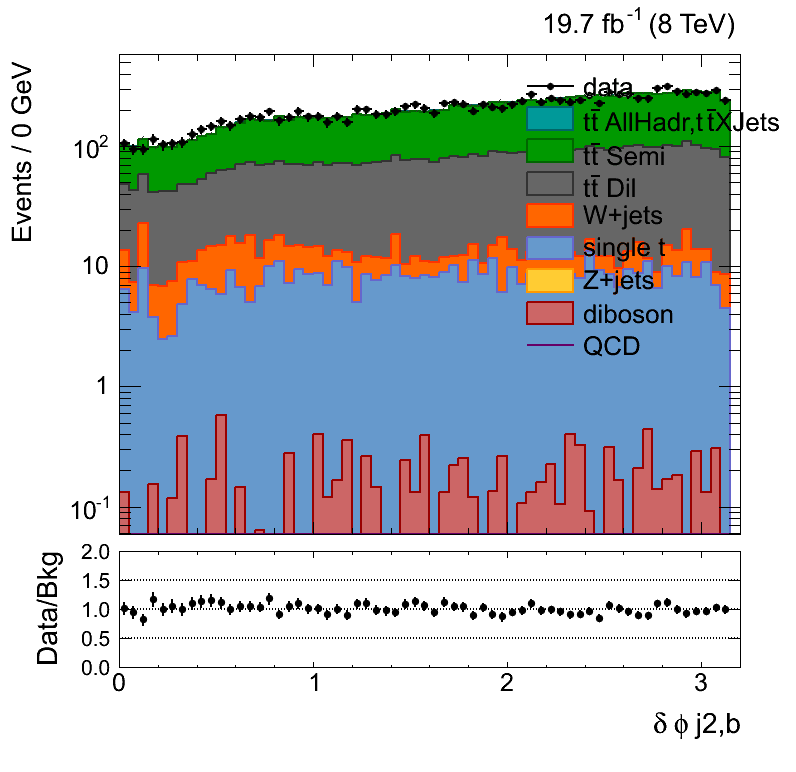 19.7 fb⁻¹ (8 TeV)
Events / 0 GeV
10²
10
1
10⁻¹
data
tt̄ AllHadr,tt̄XJets
tt̄ Semi
tt̄ Dil
W+jets
single t
Z+jets
diboson
QCD
Data/Bkg
2.0
1.5
1.0
0.5
0.0
0 1 2 3
δ ϕ j2,b